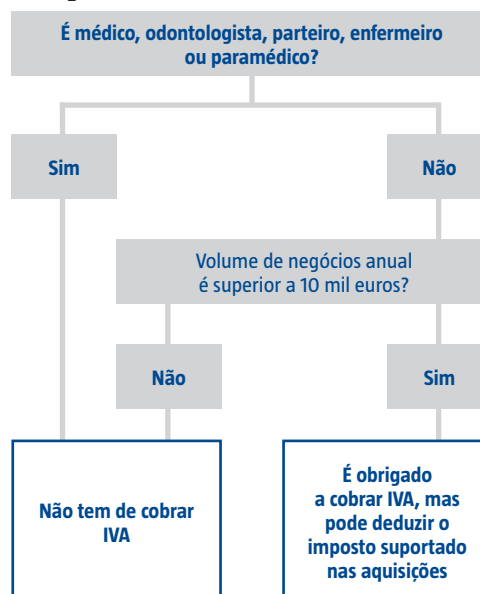 É médico, odontologista, parteiro, enfermeiro
ou paramédico?
Sim
Não
Volume de negócios anual
é superior a 10 mil euros?
Não
Sim
Não tem de cobrar
IVA
É obrigado
a cobrar IVA, mas
pode deduzir o
imposto suportado
nas aquisições